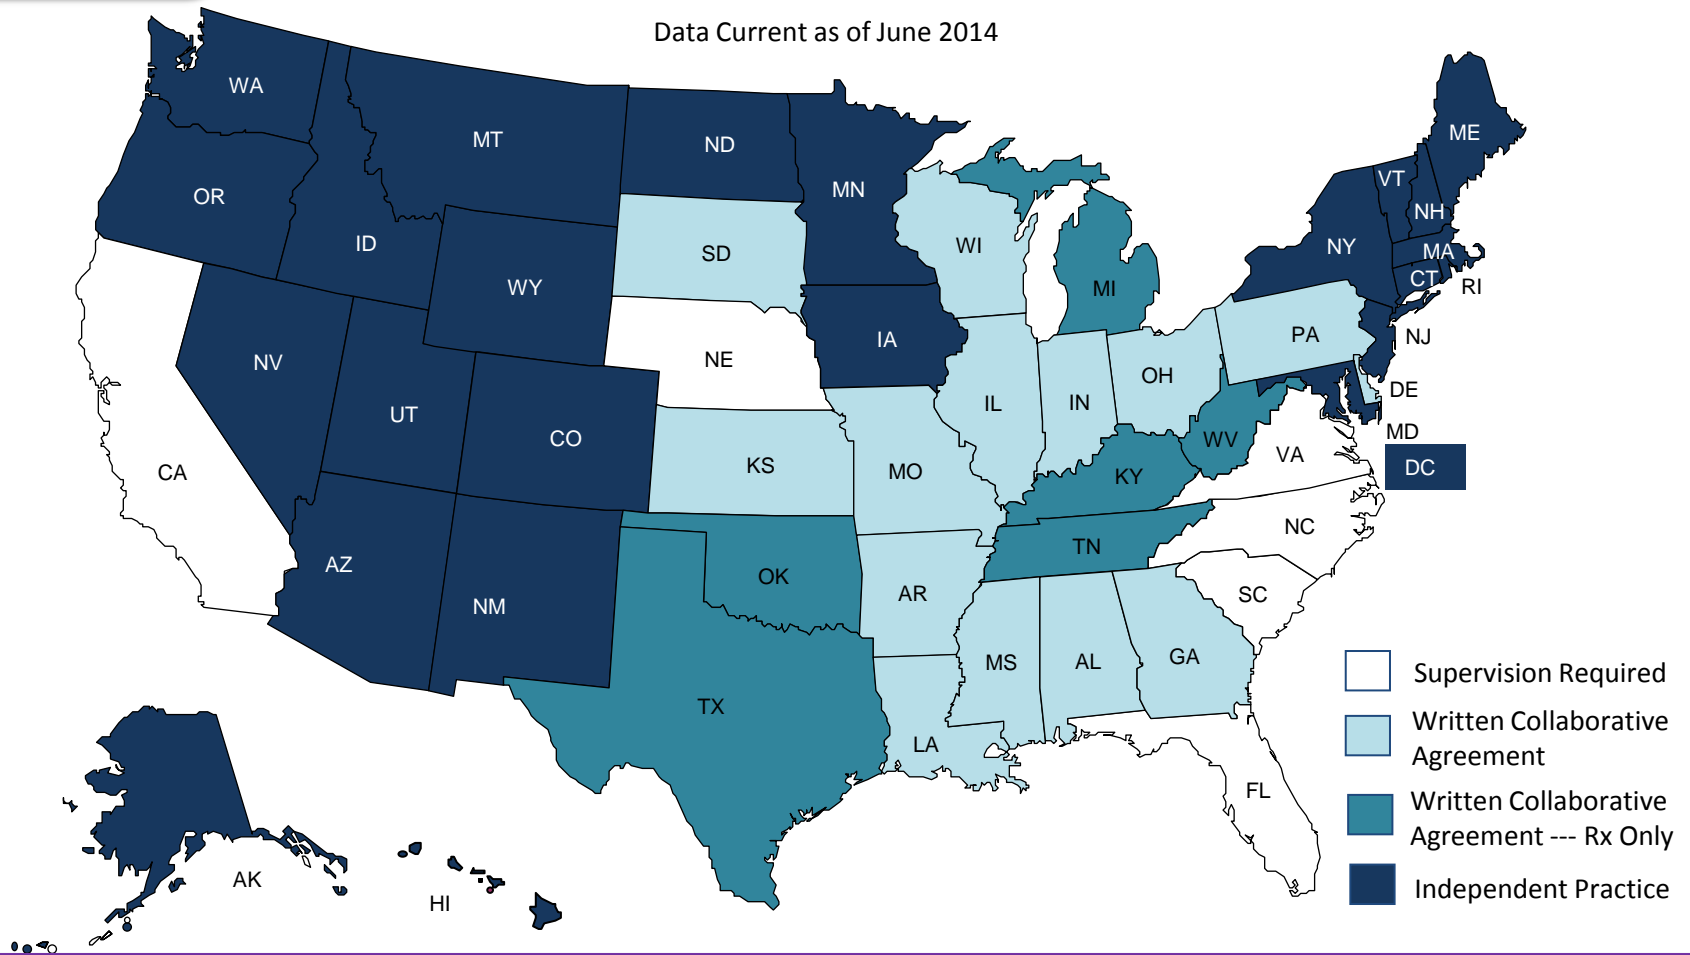 Data Current as of June 2014
WA
MT
ND
MN
ME
OR
ID
WY
SD
WI
MI
VT
NH
NY
MA
CT
RI
NV
UT
CO
NE
IA
IL
IN
OH
PA
NJ
DE
MD
DC
CA
AZ
NM
KS
MO
KY
WV
VA
OK
AR
TN
NC
SC
TX
LA
MS
AL
GA
FL
AK
HI
Supervision Required
Written Collaborative
Agreement
Written Collaborative
Agreement --- Rx Only
Independent Practice